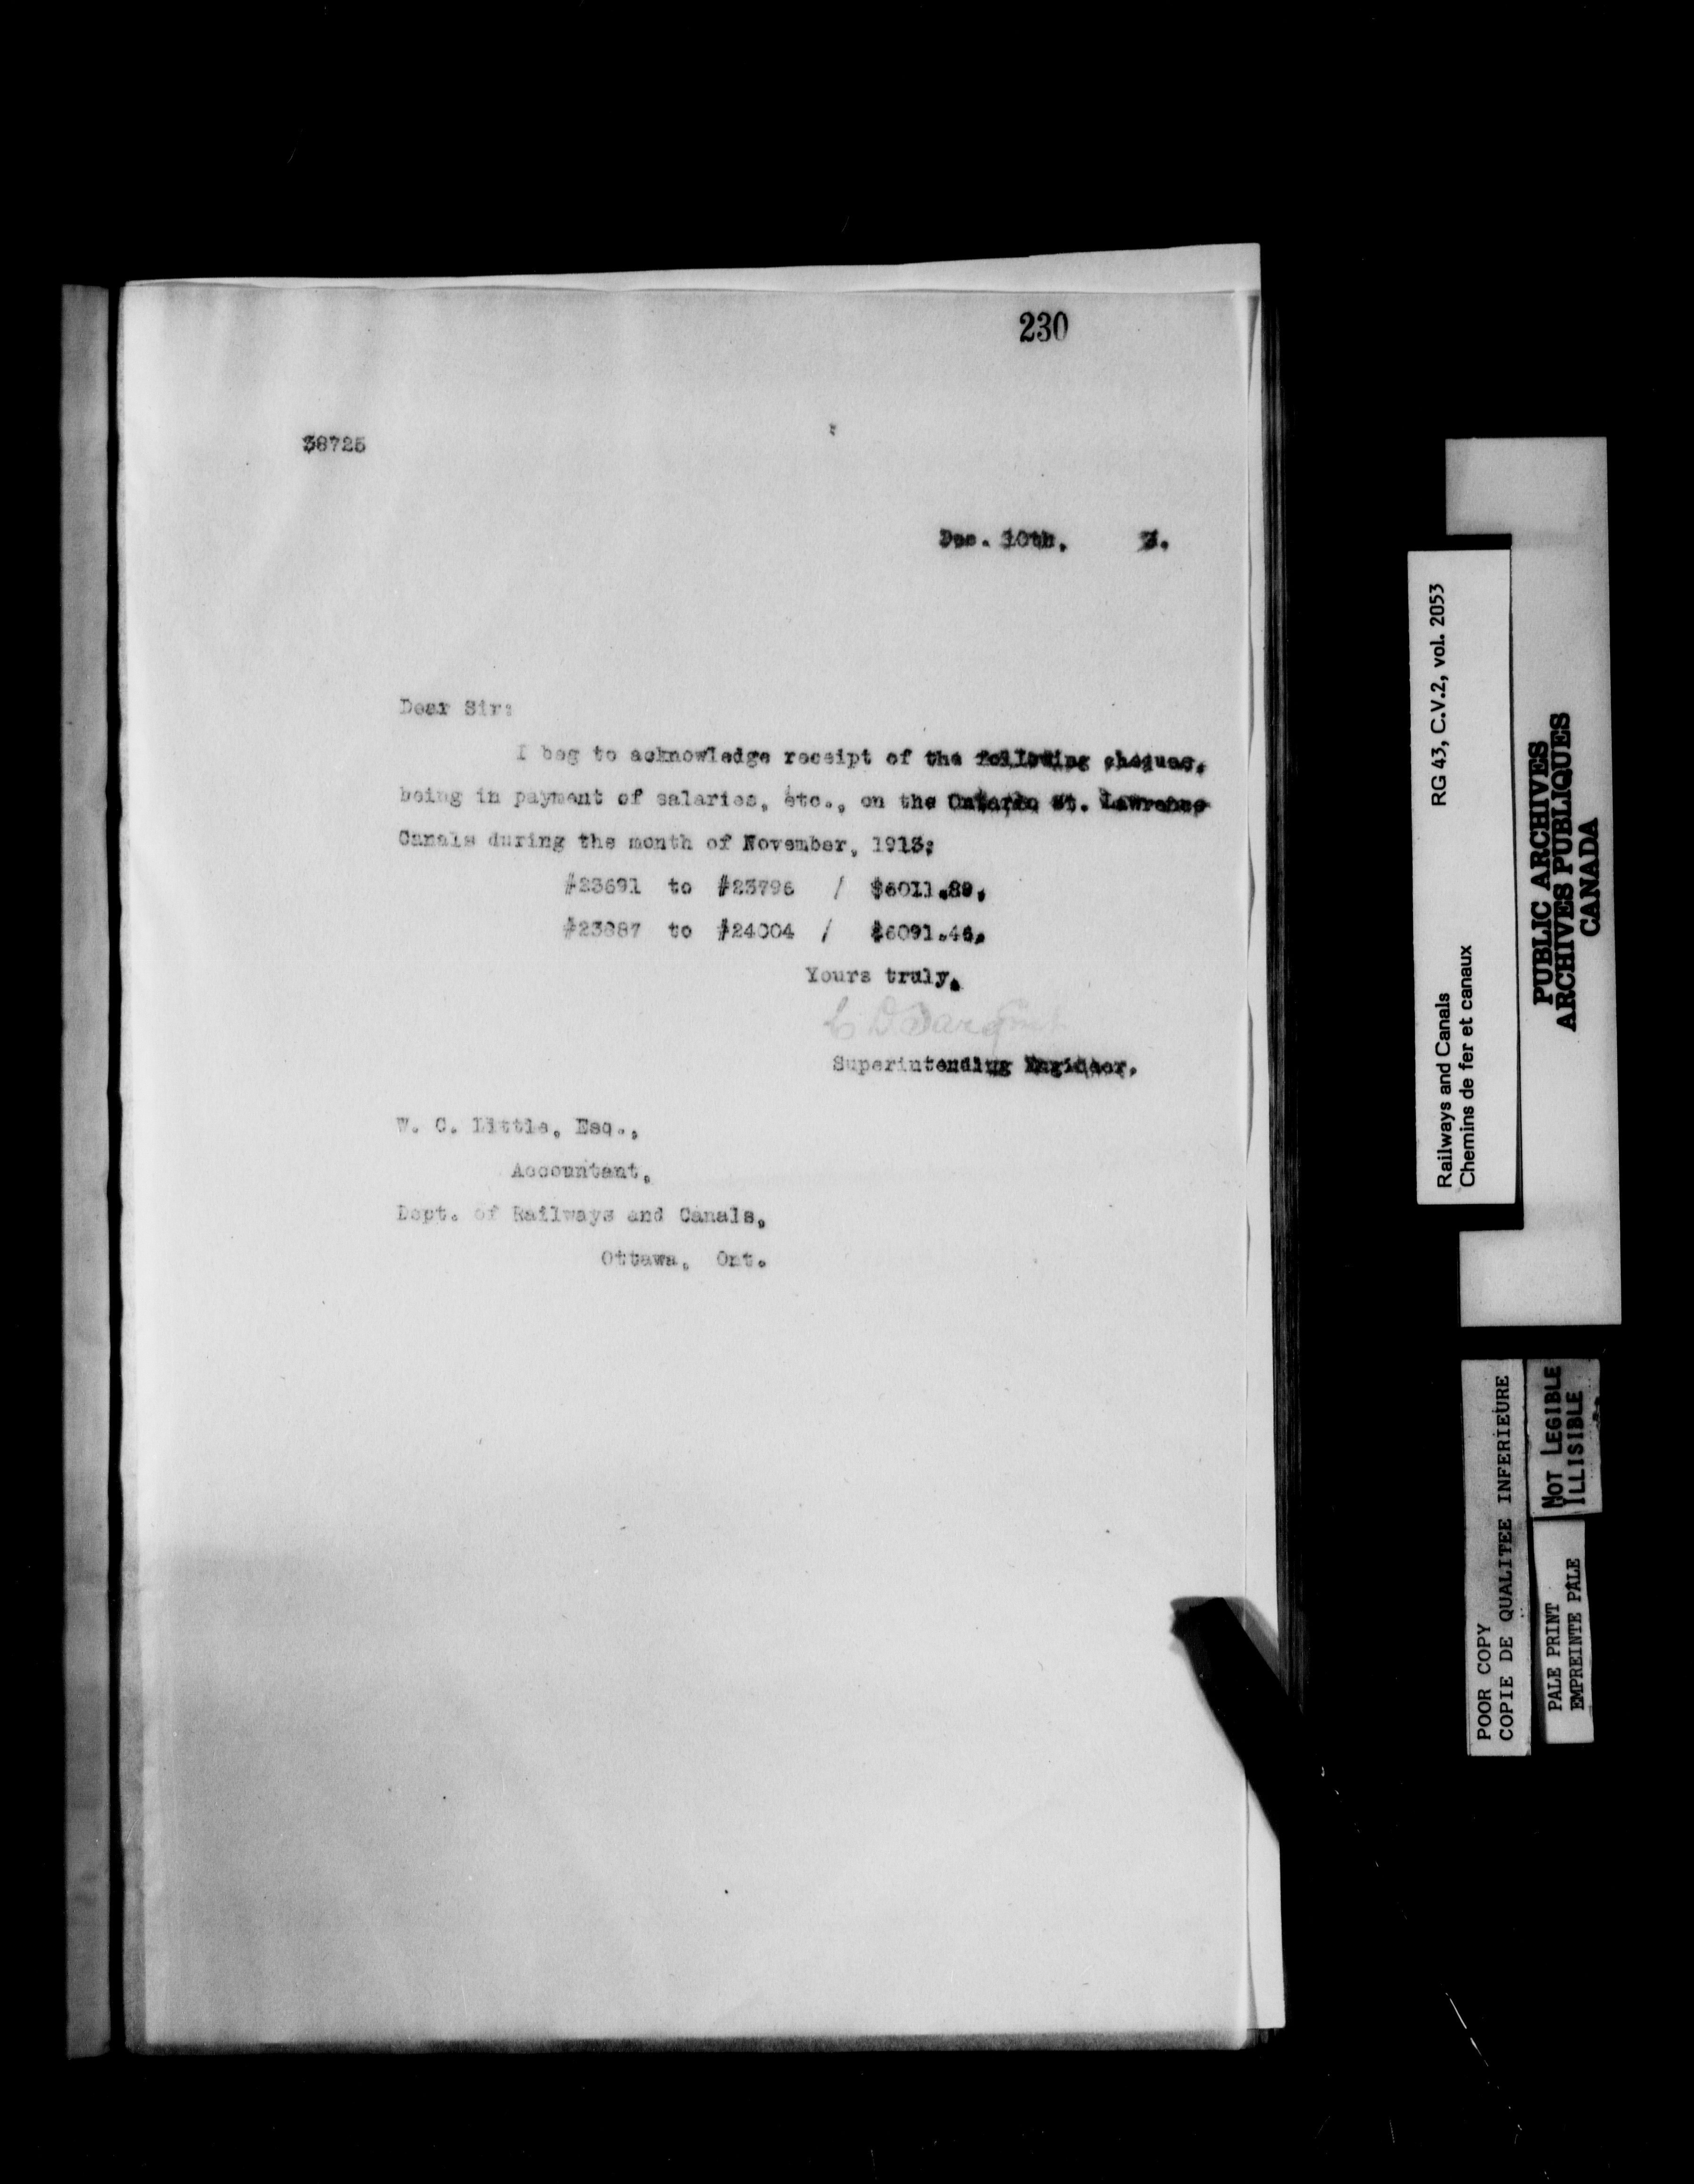 230
38725
Dec. 10th, 3.
Dear Sir:
I beg to acknowledge receipt of the following cheques,
being in payment of salaries, etc., on the Ontario St. Lawrence
Canals during the month of November, 1913:
#23691 to #23796 / $6011.89,
#23887 to #24004 / $6091.46,
Yours truly,
L D Sargent
Superintending Engineer.
W. C. Little, Esq.,
Accountant,
Dept. of Railways and Canals,
Ottawa, Ont.
Railways and Canals RG 43, C.V.2, vol. 2053
Chemins de fer et canaux
PUBLIC ARCHIVES
ARCHIVES PUBLIQUES
CANADA
POOR COPY
COPIE DE QUALITEE INFERIEURE
NOT LEGIBLE
ILLISIBLE
PALE PRINT
EMPREINTE PÂLE